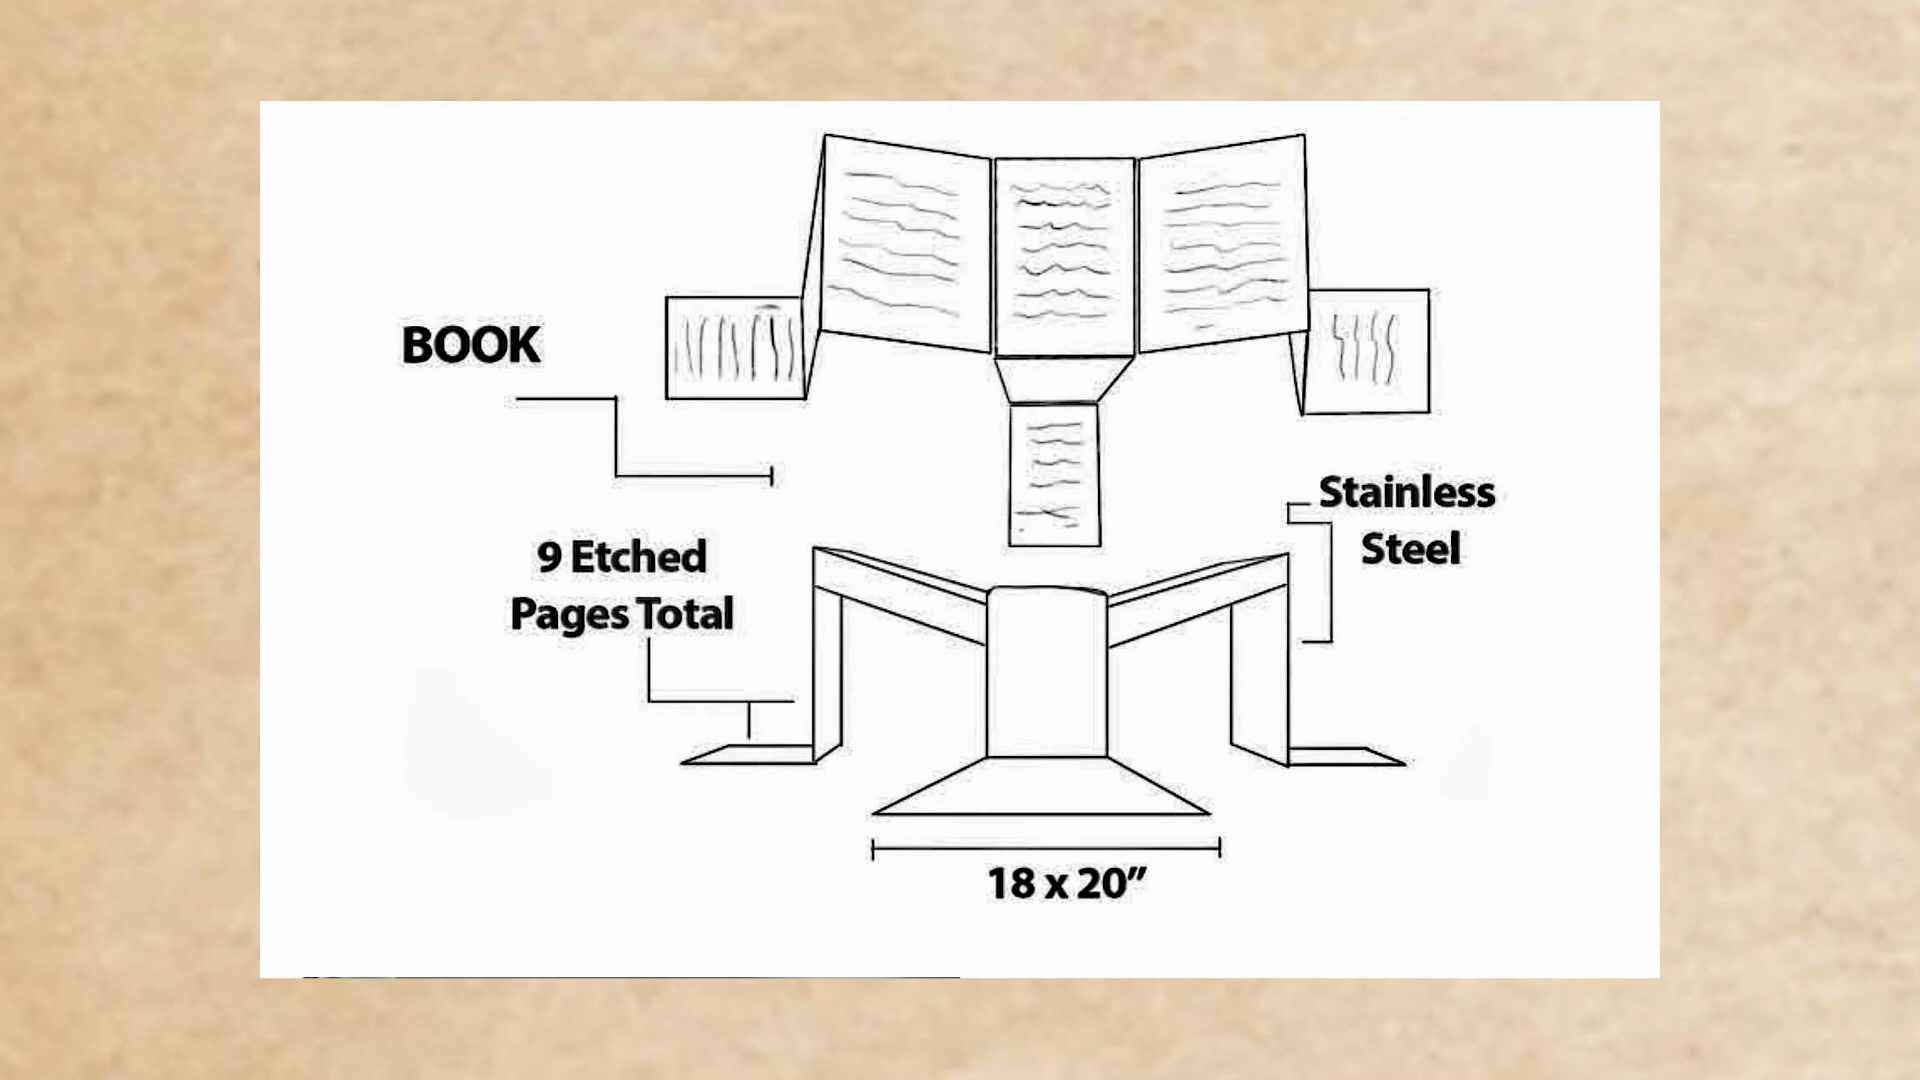 BOOK
9 Etched
Pages Total
Stainless
Steel
18 x 20”